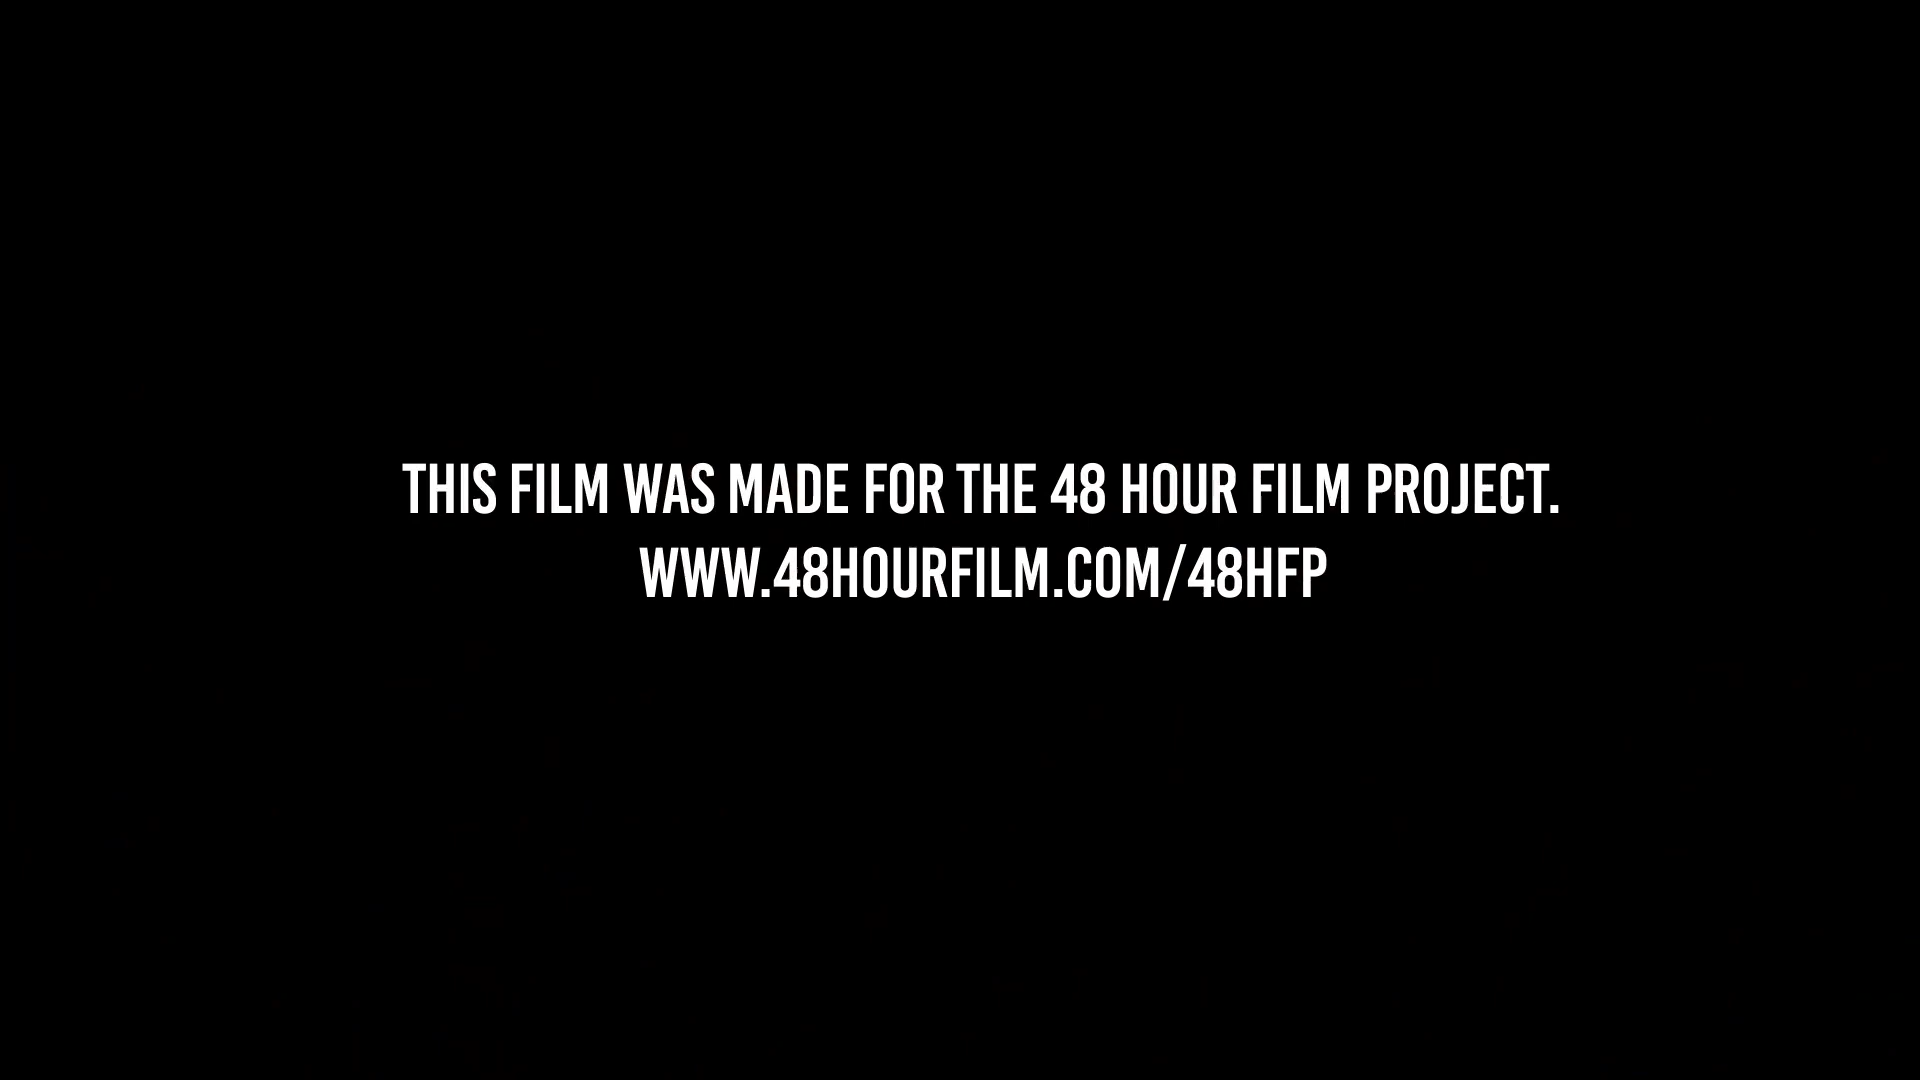 THIS FILM WAS MADE FOR THE 48 HOUR FILM PROJECT.
WWW.48HOURFILM.COM/48HFP